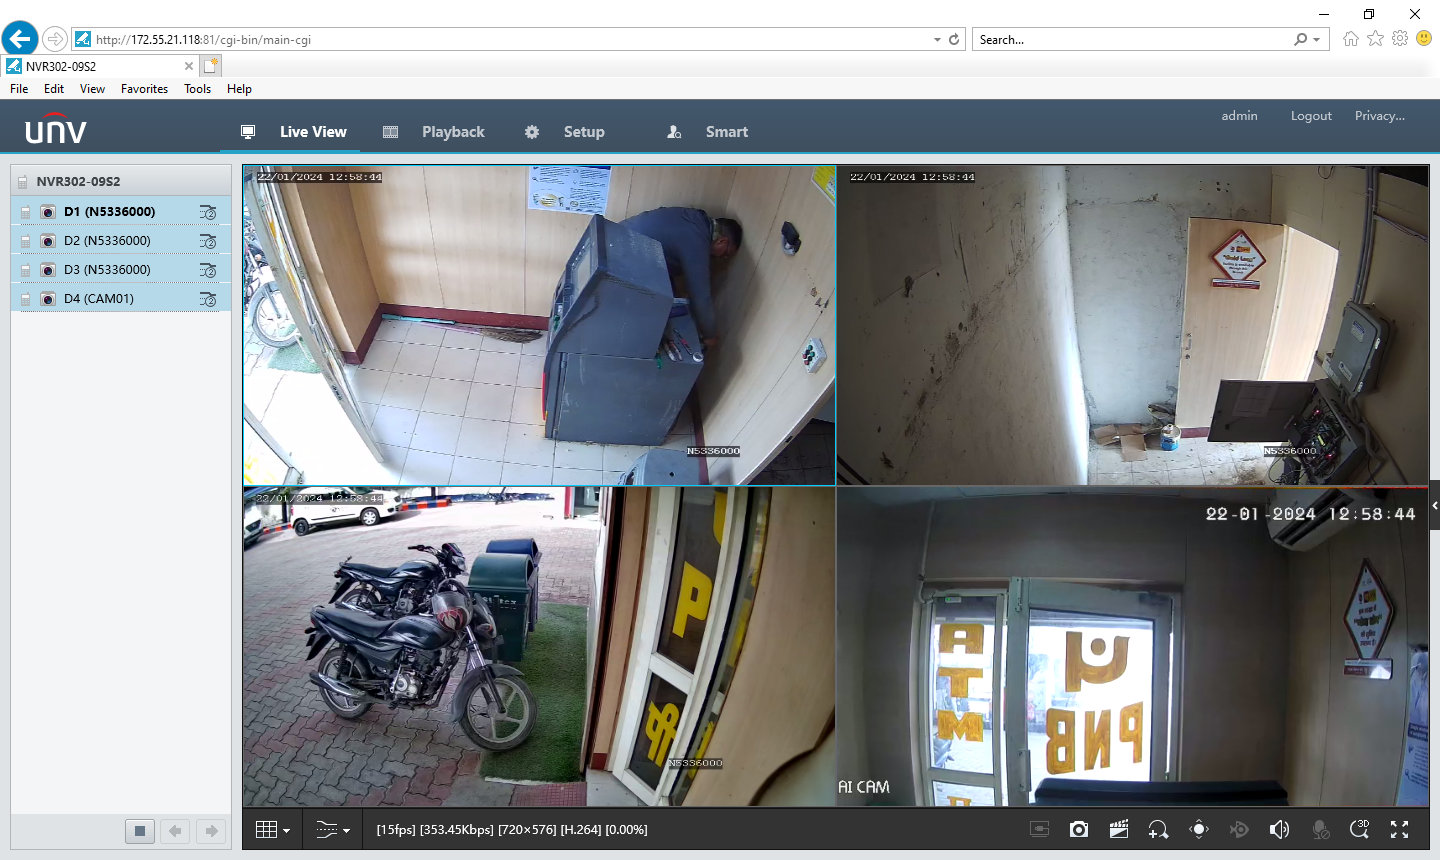 http://172.55.21.118:81/cgi-bin/main-cgi
Search...
NVR302-09S2
File Edit View Favorites Tools Help
unv
Live View
Playback
Setup
Smart
admin
Logout
Privacy...
NVR302-09S2
D1 (N5336000)
D2 (N5336000)
D3 (N5336000)
D4 (CAM01)
22/01/2024 12:58:44
N5336000
22/01/2024 12:58:44
"Gold Loan"
N5336000
22/01/2024 12:58:44
P
N5336000
22-01-2024 12:58:44
ATM
PNB
AI CAM
[15fps] [353.45Kbps] [720×576] [H.264] [0.00%]
3D